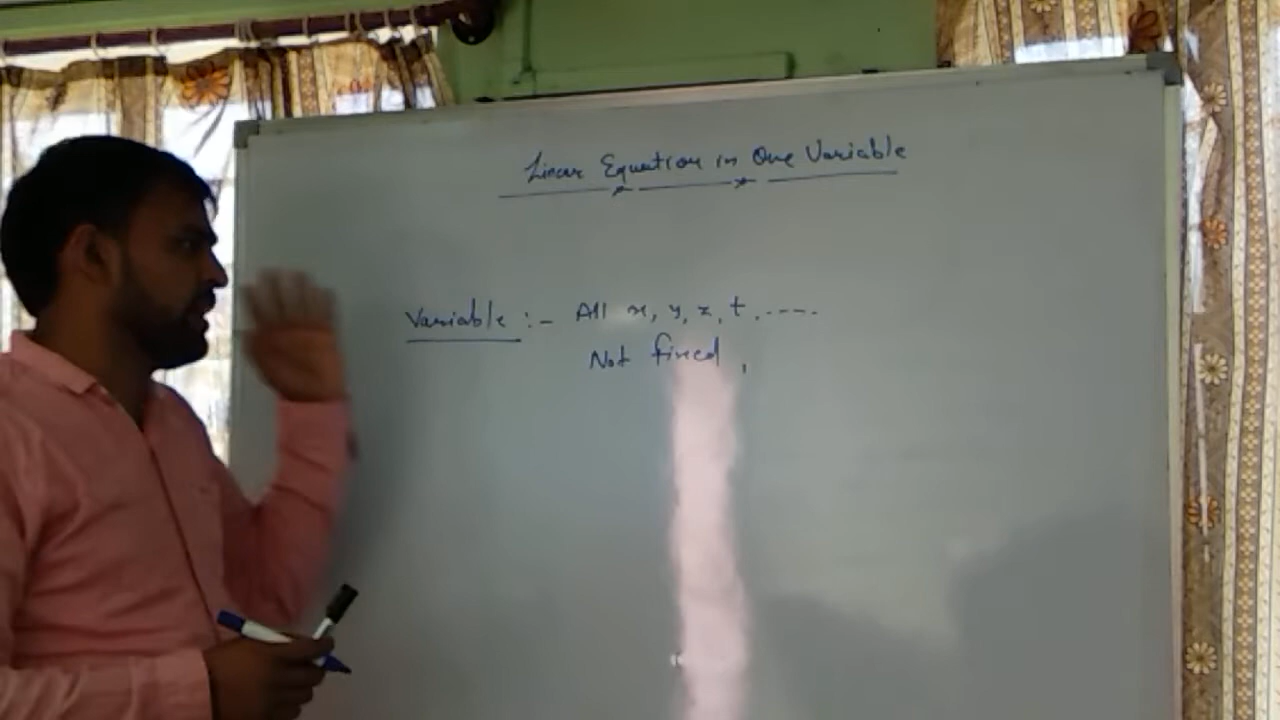 Linear Equation in One Variable
Variable :- All x, y, z, t, ----.
Not fixed,